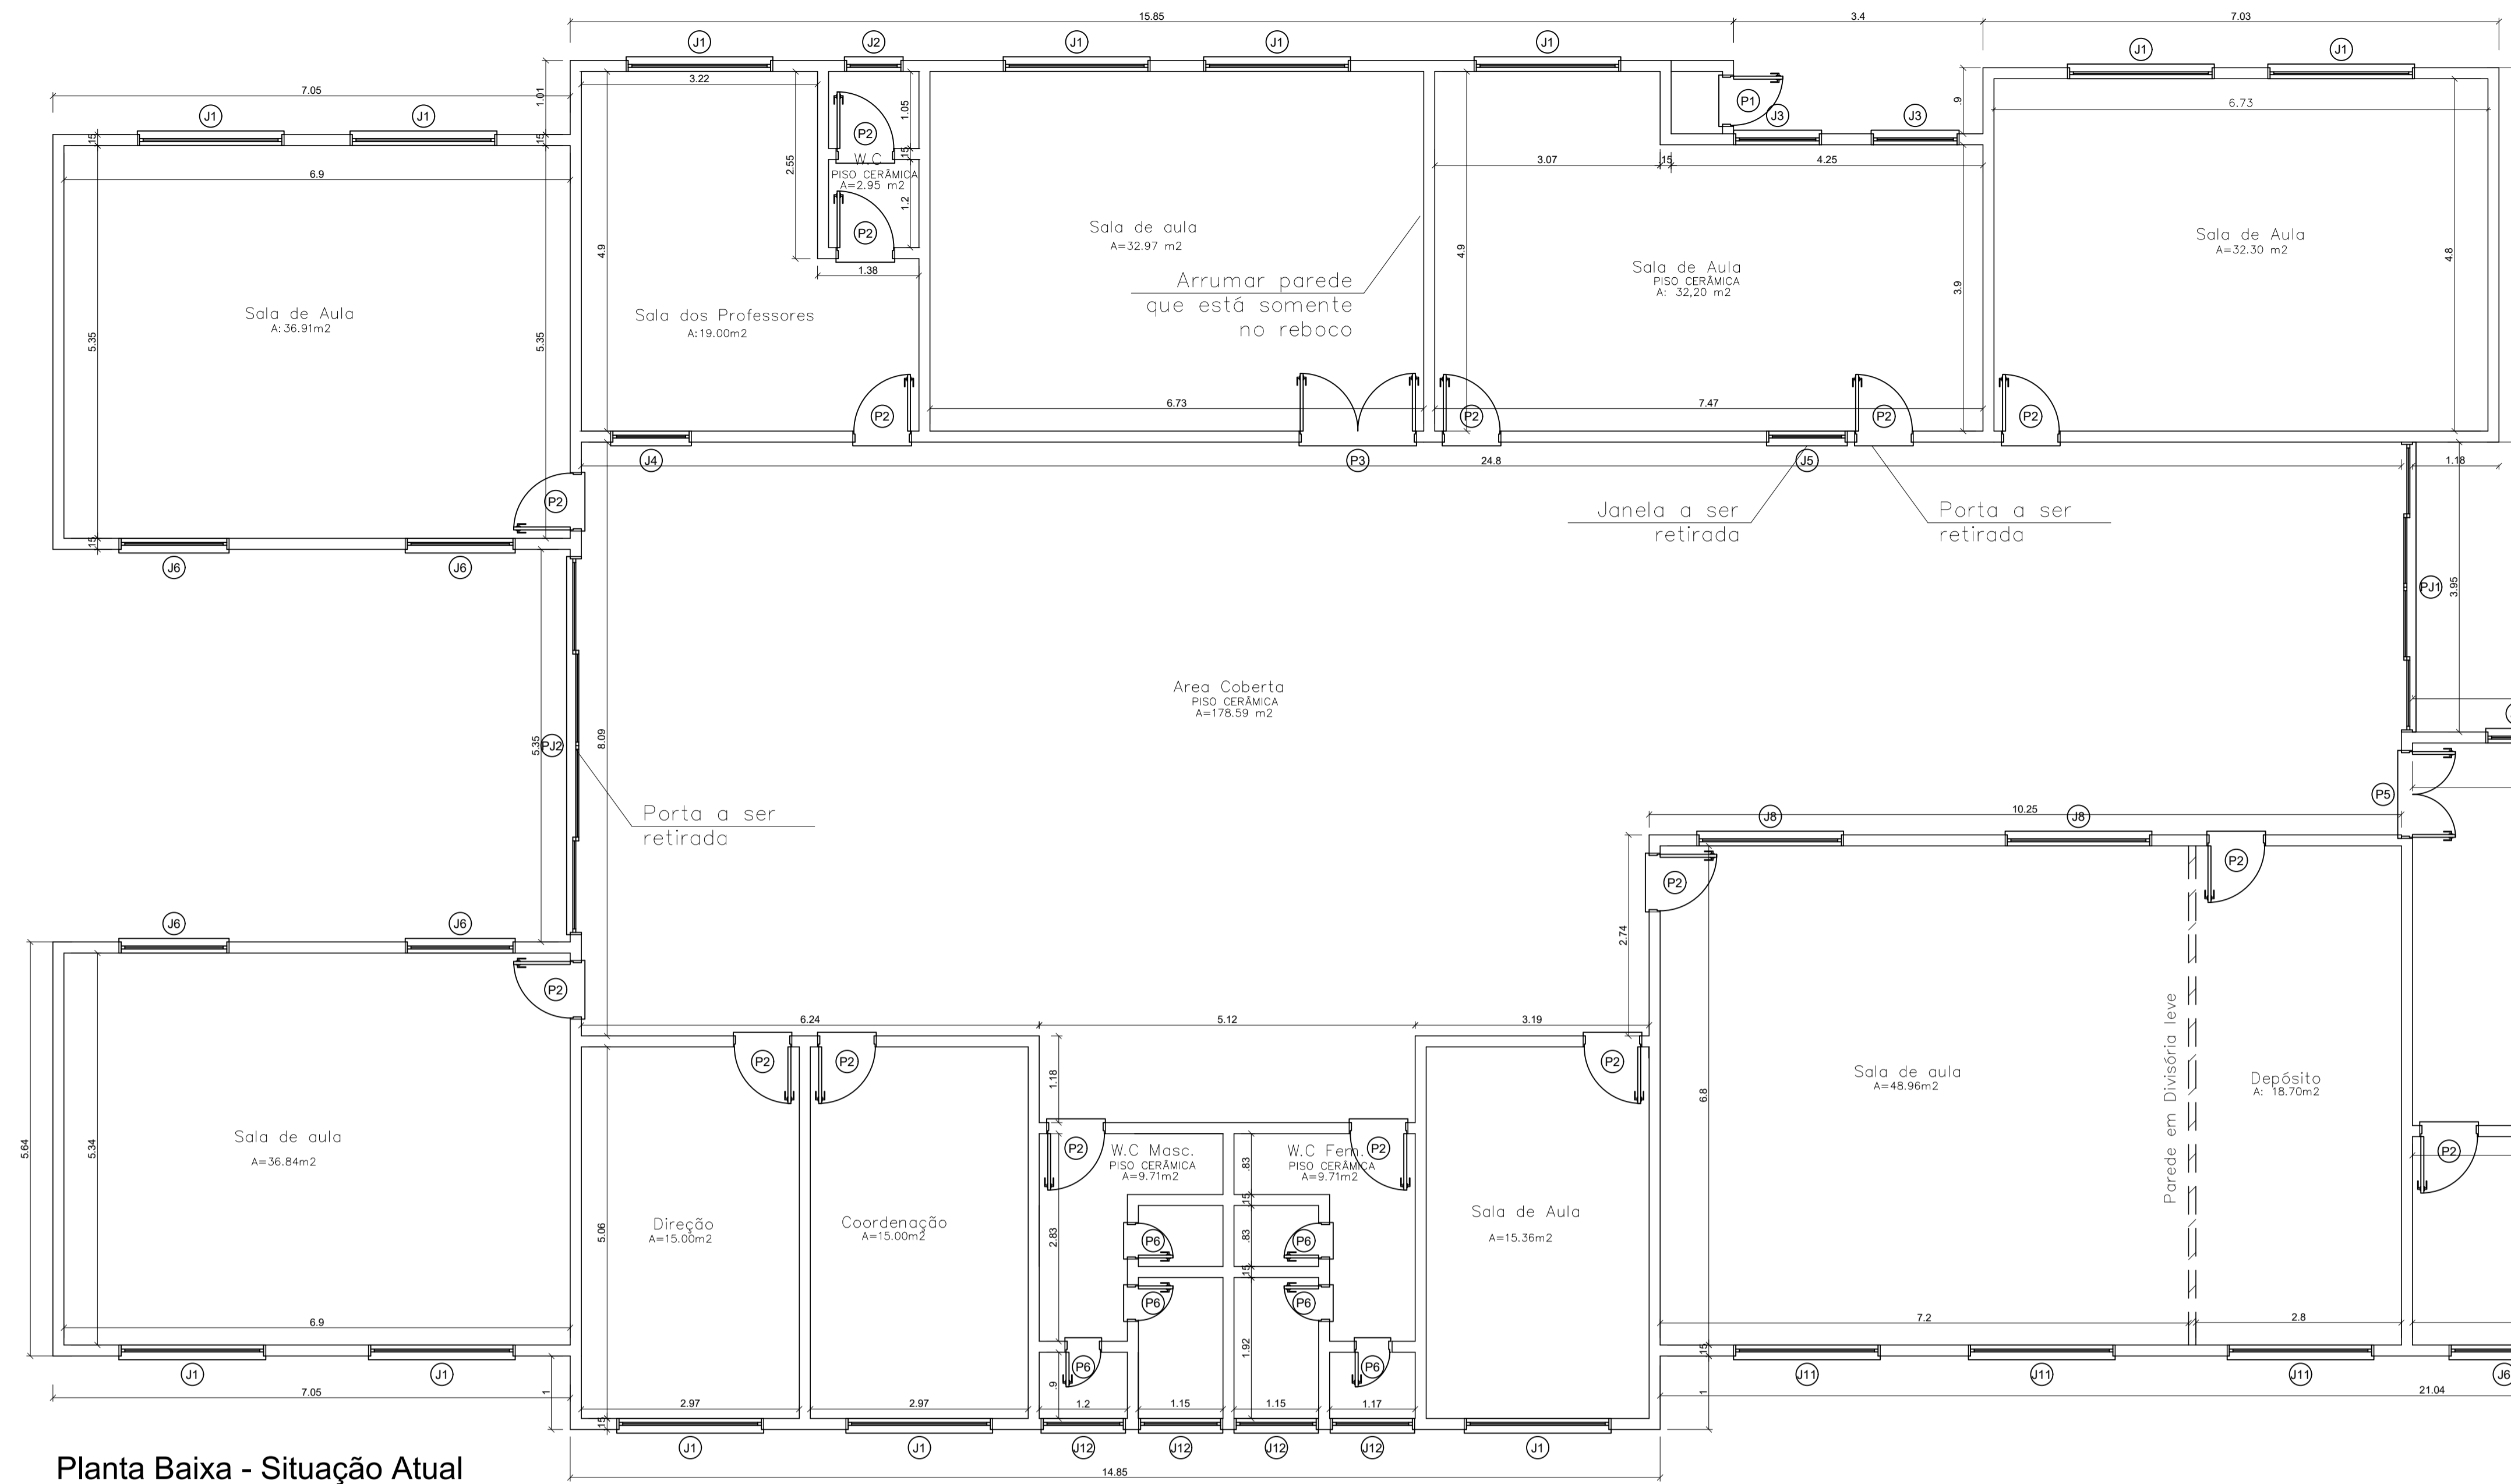 15.85
3.4
7.03
J1
J2
J1
J1
J1
J1
J1
3.22
7.05
1.01
1.05
P1
.9
6.73
J1
J1
P2
J3
J3
.15
.15
.15
2.55
W.C
PISO CERÂMICA
A=2.95 m2
3.07
.15
4.25
6.9
1.2
P2
4.9
Sala de aula
A=32.97 m2
4.9
Sala de Aula
A=32.30 m2
4.8
1.38
Arrumar parede
que está somente
no reboco
Sala de Aula
PISO CERÂMICA
A: 32,20 m2
3.9
Sala de Aula
A: 36.91m2
Sala dos Professores
A:19.00m2
5.35
5.35
6.73
7.47
P2
P2
P2
P2
J4
P3
24.8
J5
1.18
P2
Janela a ser
retirada
Porta a ser
retirada
.15
J6
J6
3.95
PJ1
Area Coberta
PISO CERÂMICA
A=178.59 m2
5.35
PJ2
8.09
Porta a ser
retirada
P5
10.25
J8
J8
P2
P2
J6
J6
2.74
P2
6.24
5.12
3.19
P2
P2
P2
1.18
6.8
Sala de aula
A=48.96m2
Parede em Divisória leve
Depósito
A: 18.70m2
5.64
5.34
Sala de aula
A=36.84m2
P2
W.C Masc.
PISO CERÂMICA
A=9.71m2
.83
W.C Fem.
PISO CERÂMICA
A=9.71m2
P2
P2
.15
5.06
Direção
A=15.00m2
Coordenação
A=15.00m2
2.83
P6
.83
P6
Sala de Aula
A=15.36m2
.15
P6
P6
6.9
7.2
2.8
1.92
.15
P6
P6
J1
J1
J11
J11
J11
J6
7.05
1
.9
1
21.04
2.97
2.97
1.2
1.15
1.15
1.17
.15
J1
J1
J12
J12
J12
J12
J1
Planta Baixa - Situação Atual
14.85